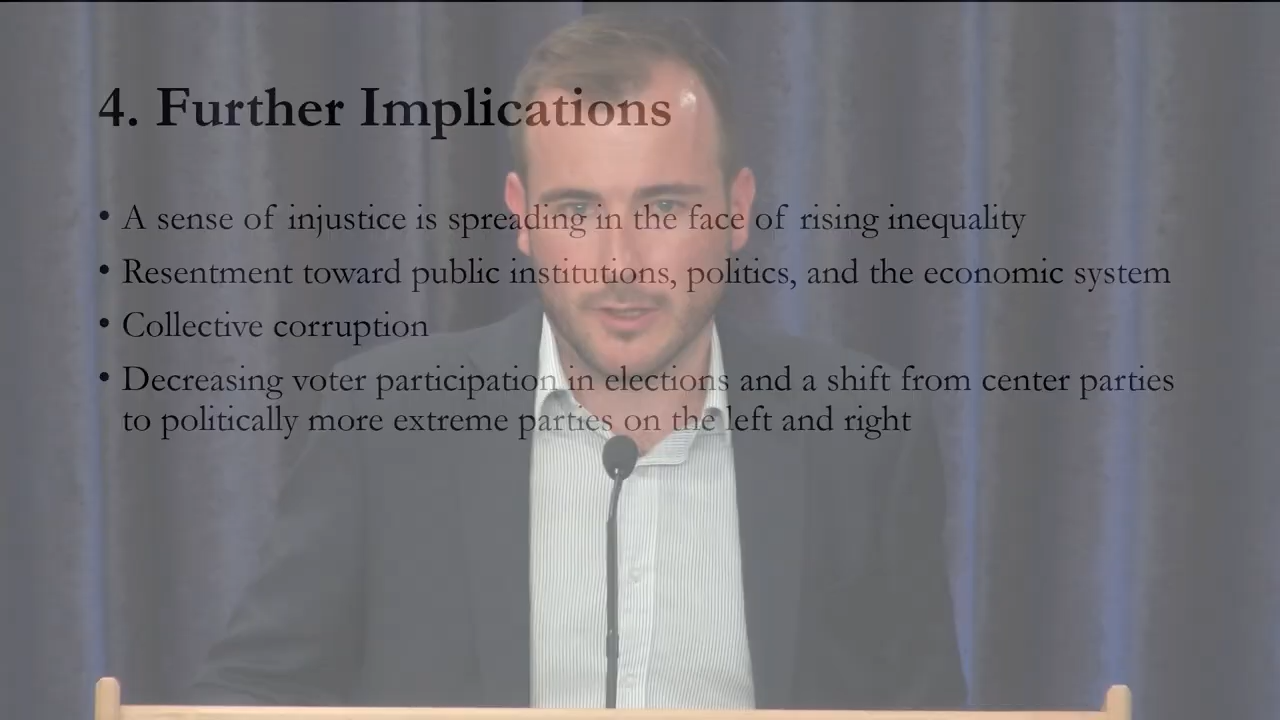 4. Further Implications
• A sense of injustice is spreading in the face of rising inequality
• Resentment toward public institutions, politics, and the economic system
• Collective corruption
• Decreasing voter participation in elections and a shift from center parties
to politically more extreme parties on the left and right